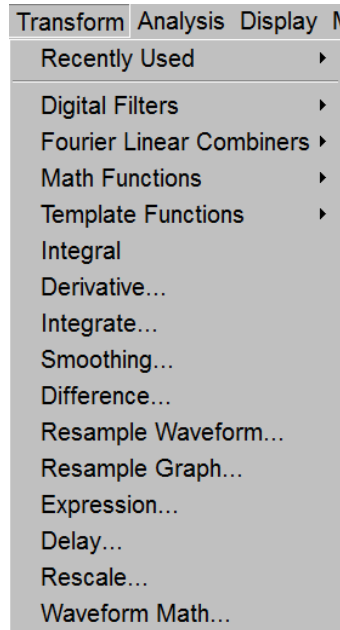 Transform Analysis Display
Recently Used
Digital Filters
Fourier Linear Combiners
Math Functions
Template Functions
Integral
Derivative...
Integrate...
Smoothing...
Difference...
Resample Waveform...
Resample Graph...
Expression...
Delay...
Rescale...
Waveform Math...